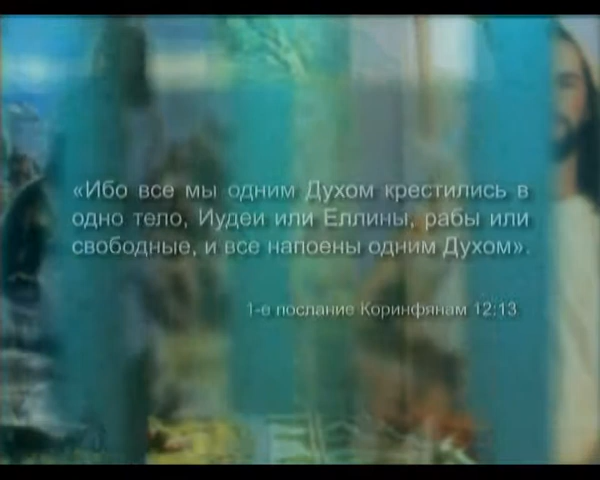 «Ибо все мы одним Духом крестились в
одно тело, Иудеи или Еллины, рабы или
свободные, и все напоены одним Духом».
1-е послание Коринфянам 12:13